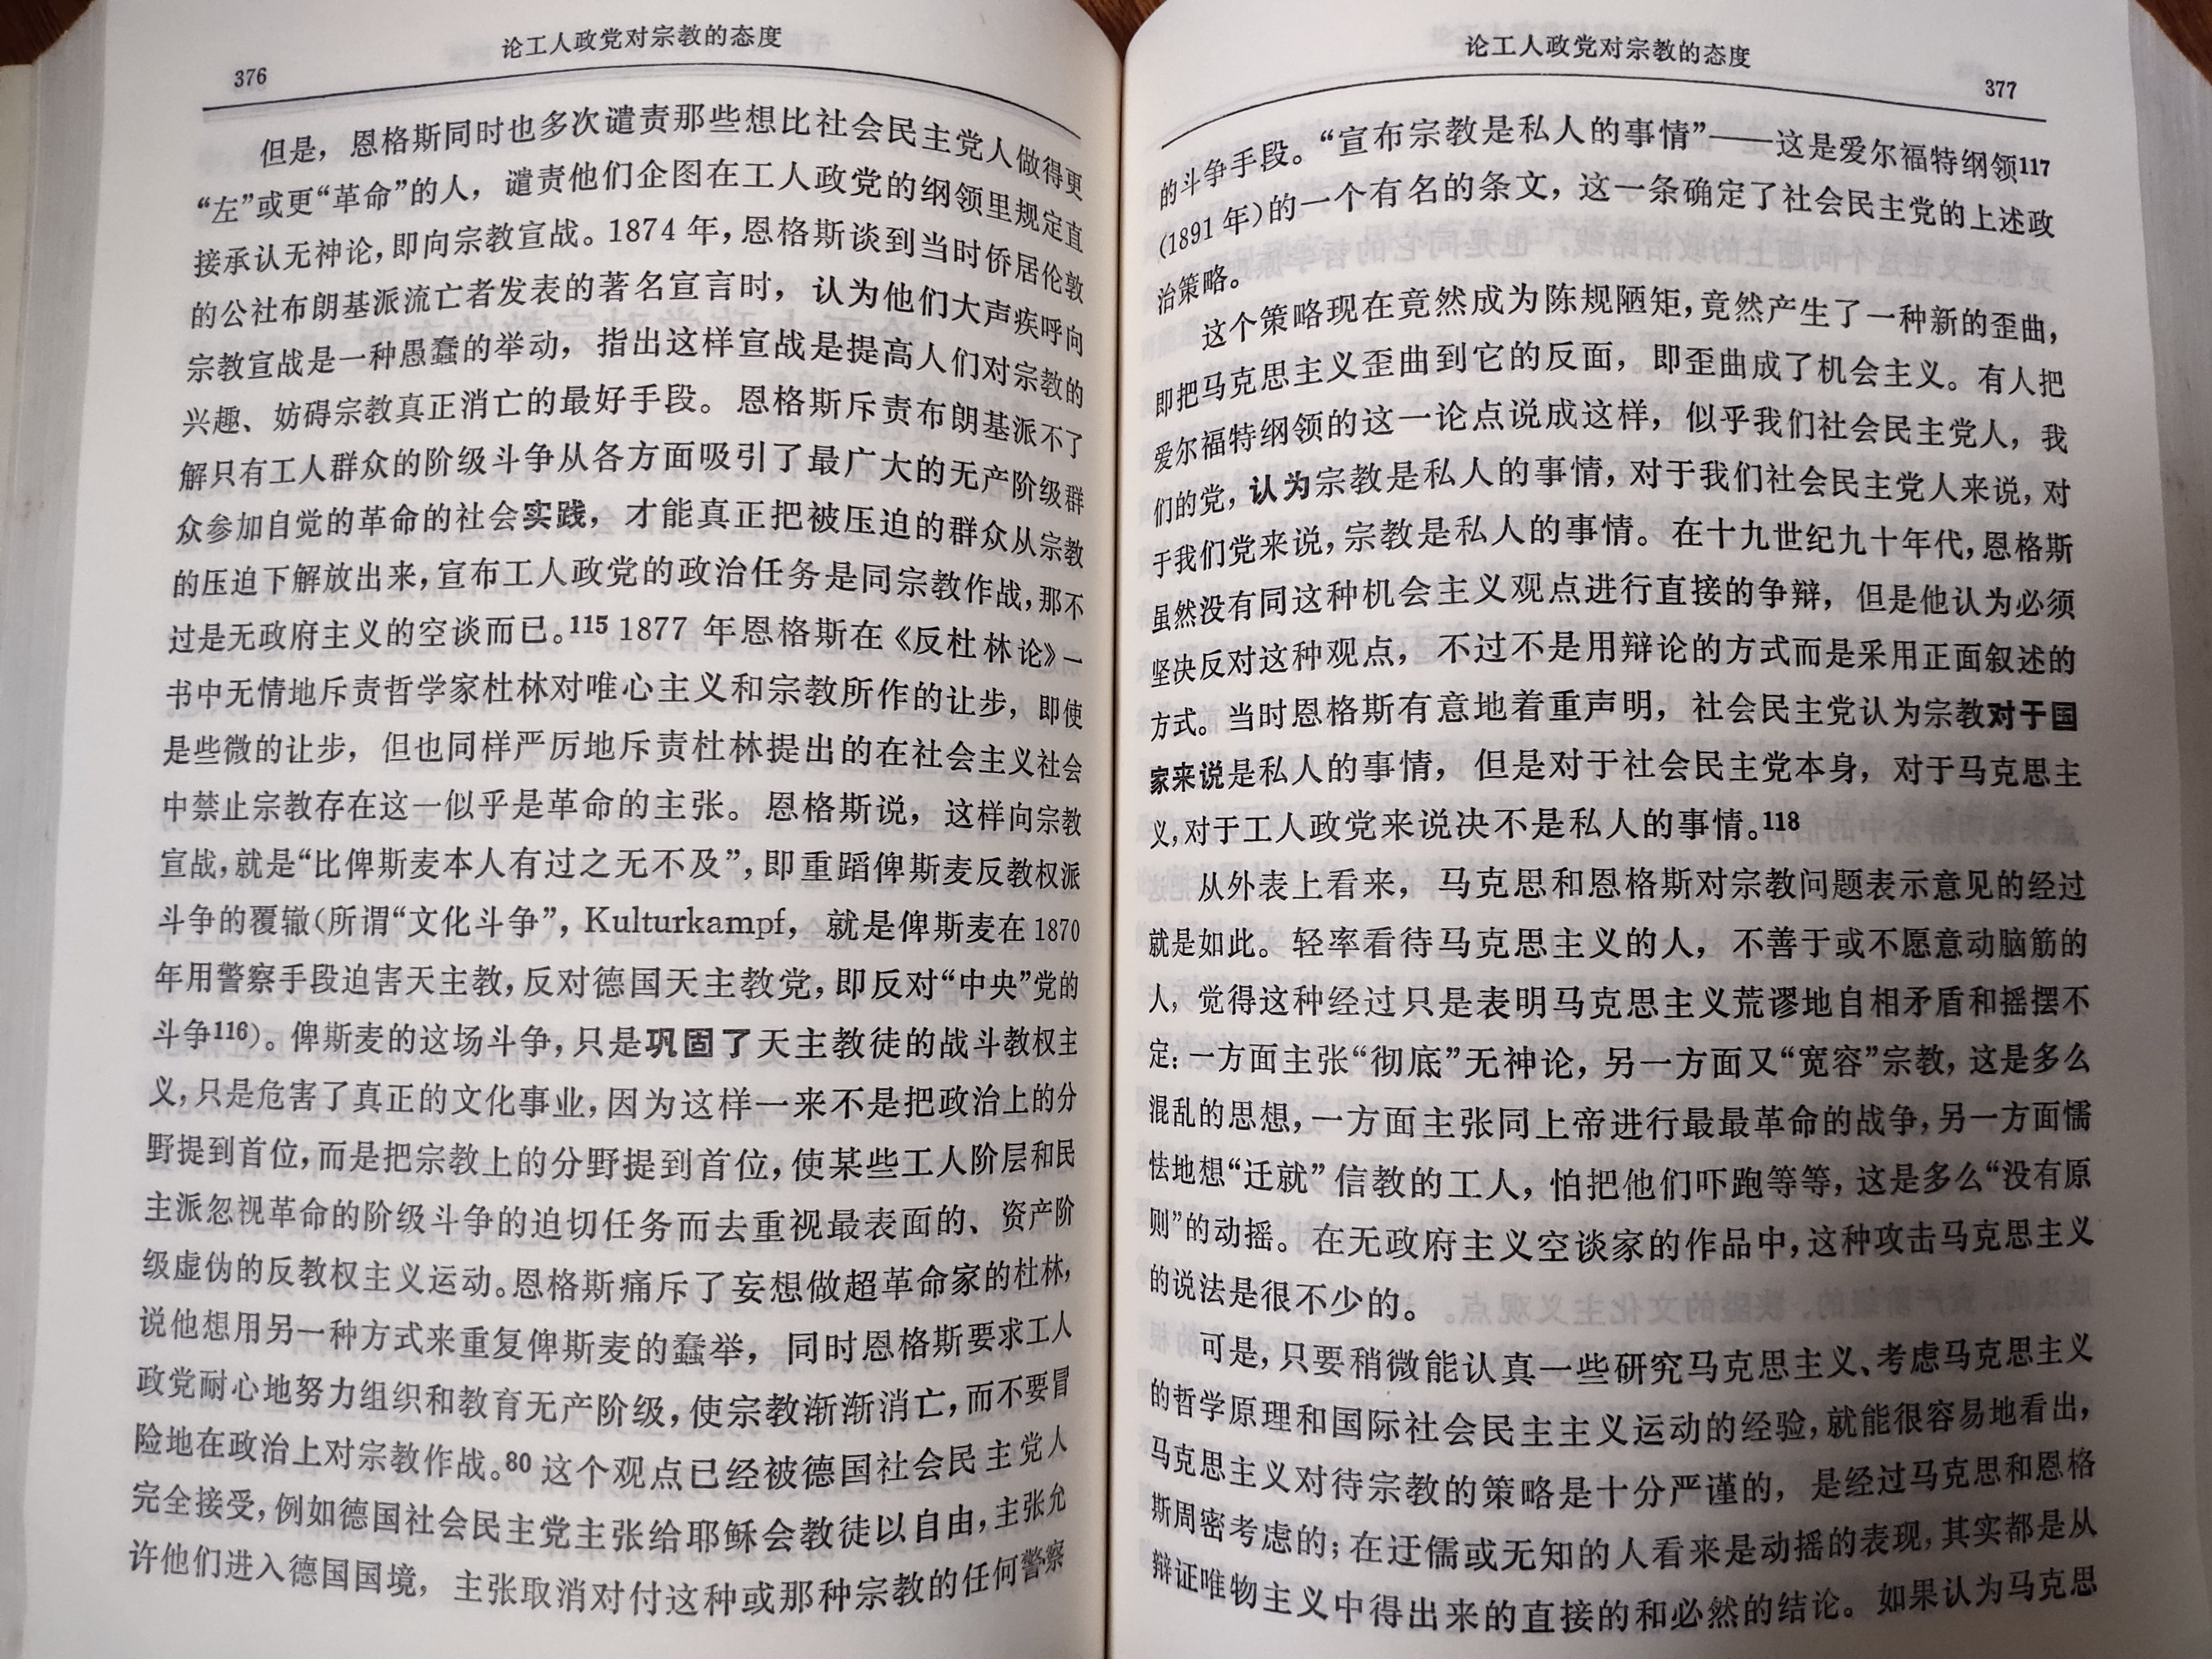 376
论工人政党对宗教的态度
但是，恩格斯同时也多次谴责那些想比社会民主党人做得更
“左”或更“革命”的人，谴责他们企图在工人政党的纲领里规定直
接承认无神论，即向宗教宣战。1874年，恩格斯谈到当时侨居伦敦
的公社布朗基派流亡者发表的著名宣言时，认为他们大声疾呼向
宗教宣战是一种愚蠢的举动，指出这样宣战是提高人们对宗教的
兴趣、妨碍宗教真正消亡的最好手段。恩格斯斥责布朗基派不了
解只有工人群众的阶级斗争从各方面吸引了最广大的无产阶级群
众参加自觉的革命的社会实践，才能真正把被压迫的群众从宗教
的压迫下解放出来，宣布工人政党的政治任务是同宗教作战，那不
过是无政府主义的空谈而已。115 1877年恩格斯在《反杜林论》一
书中无情地斥责哲学家杜林对唯心主义和宗教所作的让步，即使
是些微的让步，但也同样严厉地斥责杜林提出的在社会主义社会
中禁止宗教存在这一似乎是革命的主张。恩格斯说，这样向宗教
宣战，就是“比俾斯麦本人有过之无不及”，即重蹈俾斯麦反教权派
斗争的覆辙（所谓“文化斗争”，Kulturkampf，就是俾斯麦在1870
年用警察手段迫害天主教，反对德国天主教党，即反对“中央”党的
斗争116）。俾斯麦的这场斗争，只是巩固了天主教徒的战斗教权主
义，只是危害了真正的文化事业，因为这样一来不是把政治上的分
野提到首位，而是把宗教上的分野提到首位，使某些工人阶层和民
主派忽视革命的阶级斗争的迫切任务而去重视最表面的、资产阶
级虚伪的反教权主义运动。恩格斯痛斥了妄想做超革命家的杜林，
说他想用另一种方式来重复俾斯麦的蠢举，同时恩格斯要求工人
政党耐心地努力组织和教育无产阶级，使宗教渐渐消亡，而不要冒
险地在政治上对宗教作战。80 这个观点已经被德国社会民主党人
完全接受，例如德国社会民主党主张给耶稣会教徒以自由，主张允
许他们进入德国国境，主张取消对付这种或那种宗教的任何警察
论工人政党对宗教的态度
377
的斗争手段。“宣布宗教是私人的事情”——这是爱尔福特纲领117
（1891年）的一个有名的条文，这一条确定了社会民主党的上述政
治策略。
这个策略现在竟然成为陈规陋矩，竟然产生了一种新的歪曲，
即把马克思主义歪曲到它的反面，即歪曲成了机会主义。有人把
爱尔福特纲领的这一论点说成这样，似乎我们社会民主党人，我
们的党，认为宗教是私人的事情，对于我们社会民主党人来说，对
于我们党来说，宗教是私人的事情。在十九世纪九十年代，恩格斯
虽然没有同这种机会主义观点进行直接的争辩，但是他认为必须
坚决反对这种观点，不过不是用辩论的方式而是采用正面叙述的
方式。当时恩格斯有意地着重声明，社会民主党认为宗教对于国
家来说是私人的事情，但是对于社会民主党本身，对于马克思主
义，对于工人政党来说决不是私人的事情。118
从外表上看来，马克思和恩格斯对宗教问题表示意见的经过
就是如此。轻率看待马克思主义的人，不善于或不愿意动脑筋的
人，觉得这种经过只是表明马克思主义荒谬地自相矛盾和摇摆不
定：一方面主张“彻底”无神论，另一方面又“宽容”宗教，这是多么
混乱的思想，一方面主张同上帝进行最最革命的战争，另一方面懦
怯地想“迁就”信教的工人，怕把他们吓跑等等，这是多么“没有原
则”的动摇。在无政府主义空谈家的作品中，这种攻击马克思主义
的说法是很不少的。
可是，只要稍微能认真一些研究马克思主义、考虑马克思主义
的哲学原理和国际社会民主主义运动的经验，就能很容易地看出，
马克思主义对待宗教的策略是十分严谨的，是经过马克思和恩格
斯周密考虑的；在迂儒或无知的人看来是动摇的表现，其实都是从
辩证唯物主义中得出来的直接的和必然的结论。如果认为马克思